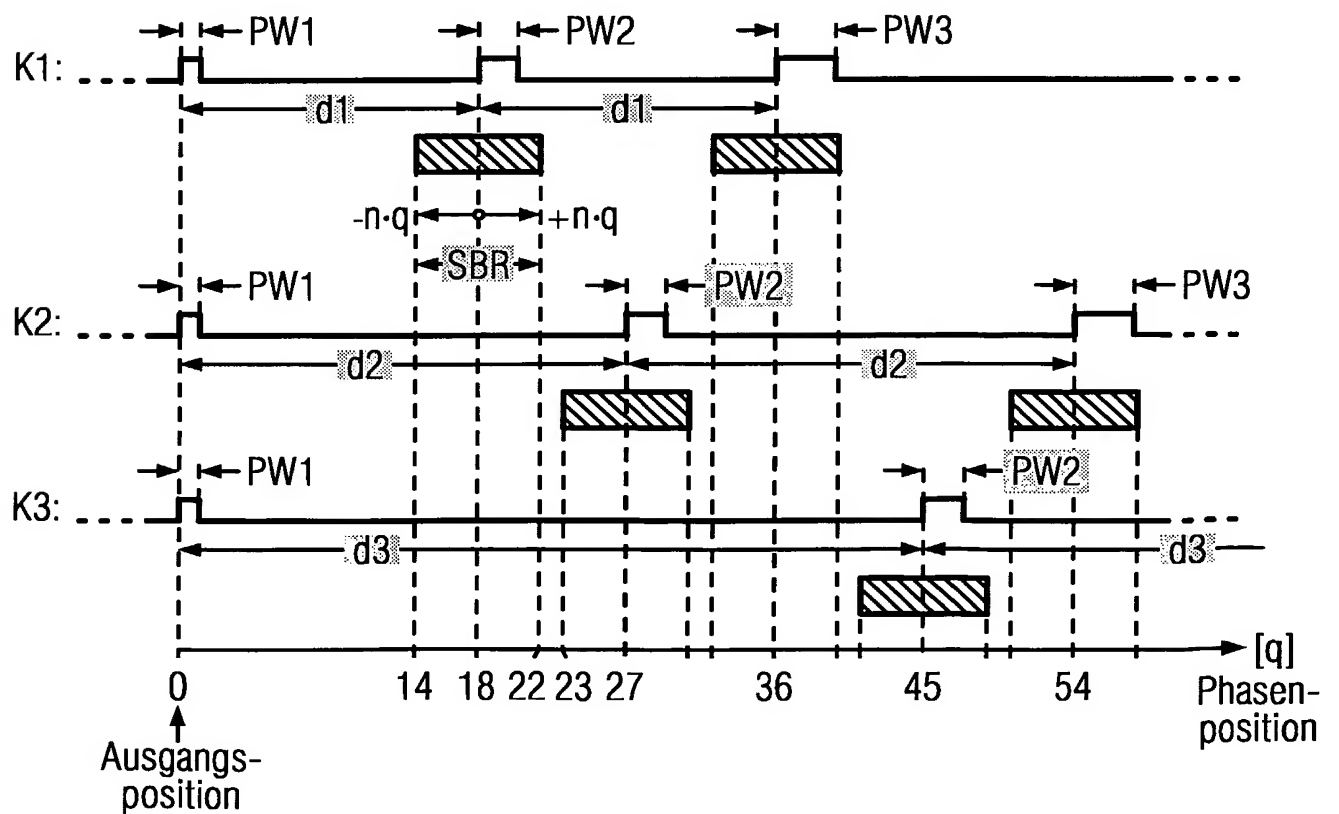 K1: PW1 PW2 PW3
d1 d1
-n·q +n·q
SBR
K2: PW1 PW2 PW3
d2 d2
K3: PW1 PW2
d3 d3
[q]
0 14 18 22 23 27 36 45 54 Phasen-
position
Ausgangs-
position